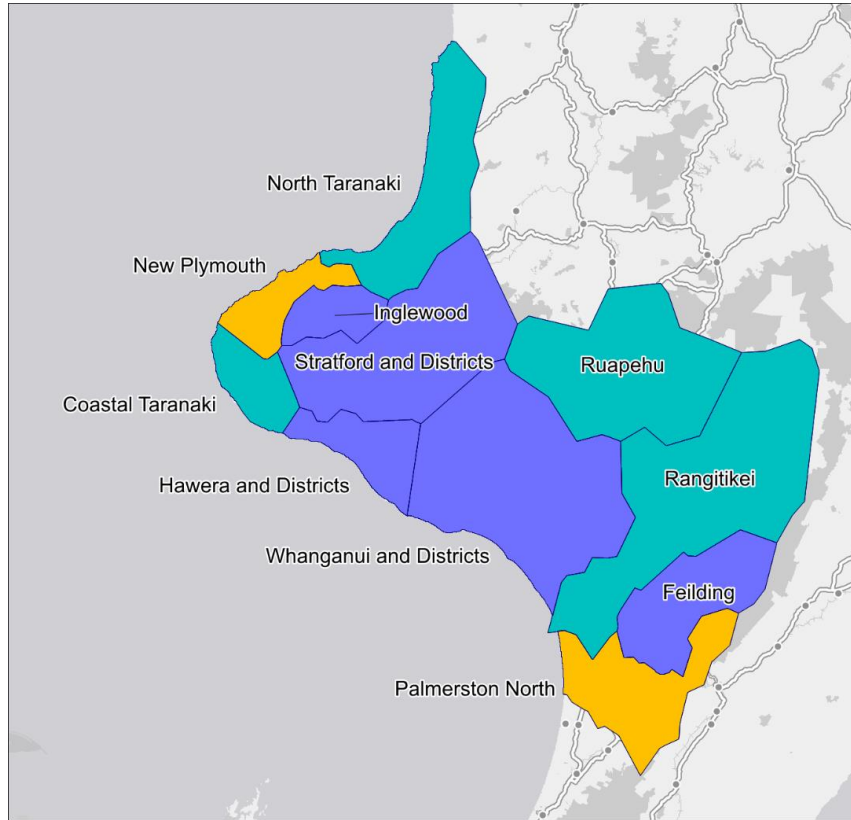 North Taranaki
New Plymouth
Inglewood
Stratford and Districts
Ruapehu
Coastal Taranaki
Rangitikei
Hawera and Districts
Whanganui and Districts
Feilding
Palmerston North